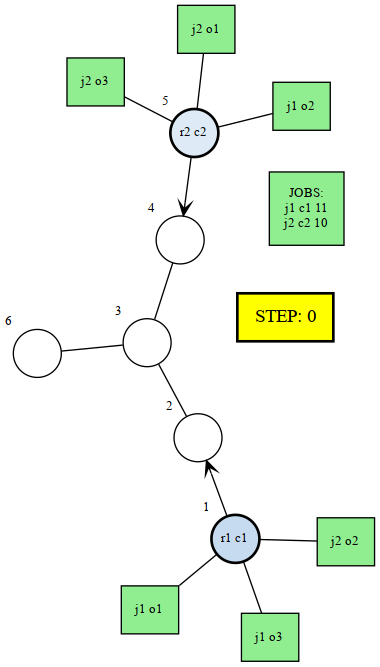 j2 o1
j2 o3
5
j1 o2
r2 c2
JOBS:
j1 c1 11
j2 c2 10
4
STEP: 0
3
6
2
1
r1 c1
j2 o2
j1 o1
j1 o3